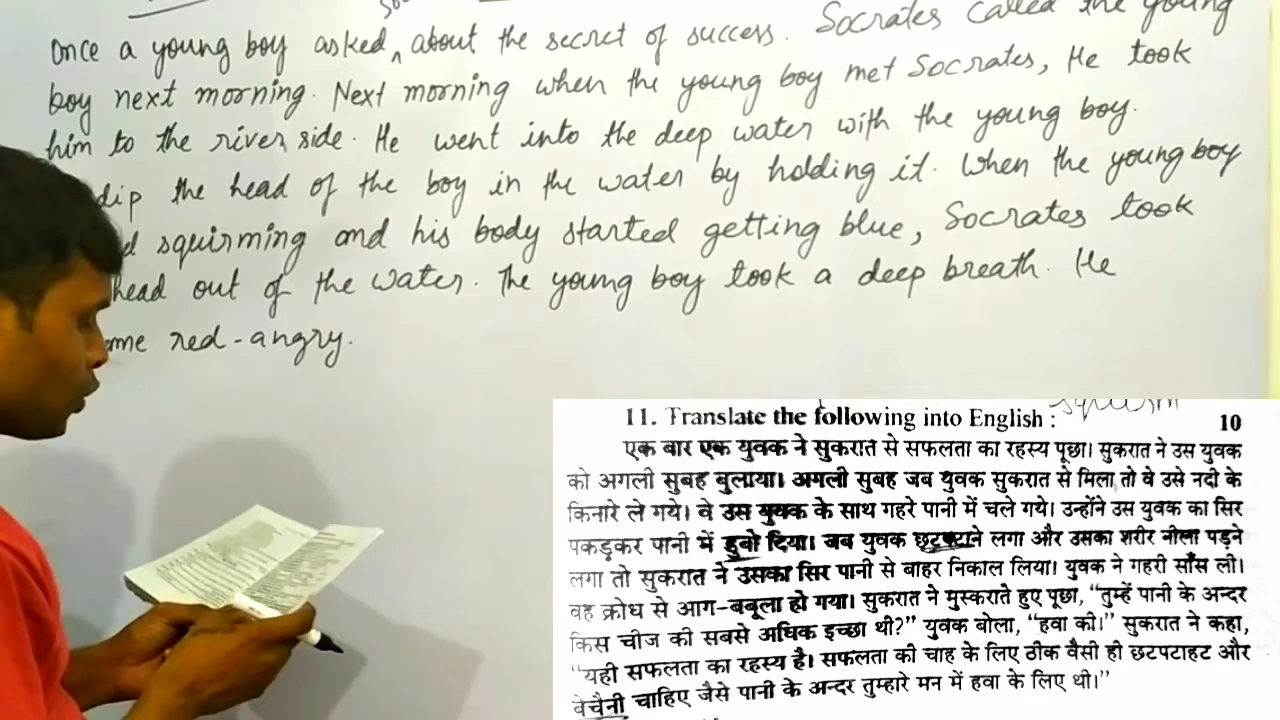 Once a young boy asked ^ about the secret of success. Socrates called the young
boy next morning. Next morning when the young boy met Socrates, He took
him to the river side. He went into the deep water with the young boy.
dip the head of the boy in the water by holding it. When the young boy
squirming and his body started getting blue, Socrates took
head out of the water. The young boy took a deep breath. He
red-angry.
squirm
11. Translate the following into English : 10
एक बार एक युवक ने सुकरात से सफलता का रहस्य पूछा। सुकरात ने उस युवक
को अगली सुबह बुलाया। अगली सुबह जब युवक सुकरात से मिला तो वे उसे नदी के
किनारे ले गये। वे उस युवक के साथ गहरे पानी में चले गये। उन्होंने उस युवक का सिर
पकड़कर पानी में डुबो दिया। जब युवक छटपटाने लगा और उसका शरीर नीला पड़ने
लगा तो सुकरात ने उसका सिर पानी से बाहर निकाल लिया। युवक ने गहरी साँस ली।
वह क्रोध से आग-बबूला हो गया। सुकरात ने मुस्कराते हुए पूछा, “तुम्हें पानी के अन्दर
किस चीज की सबसे अधिक इच्छा थी?” युवक बोला, “हवा की।” सुकरात ने कहा,
“यही सफलता का रहस्य है। सफलता की चाह के लिए ठीक वैसी ही छटपटाहट और
बेचैनी चाहिए जैसे पानी के अन्दर तुम्हारे मन में हवा के लिए थी।”